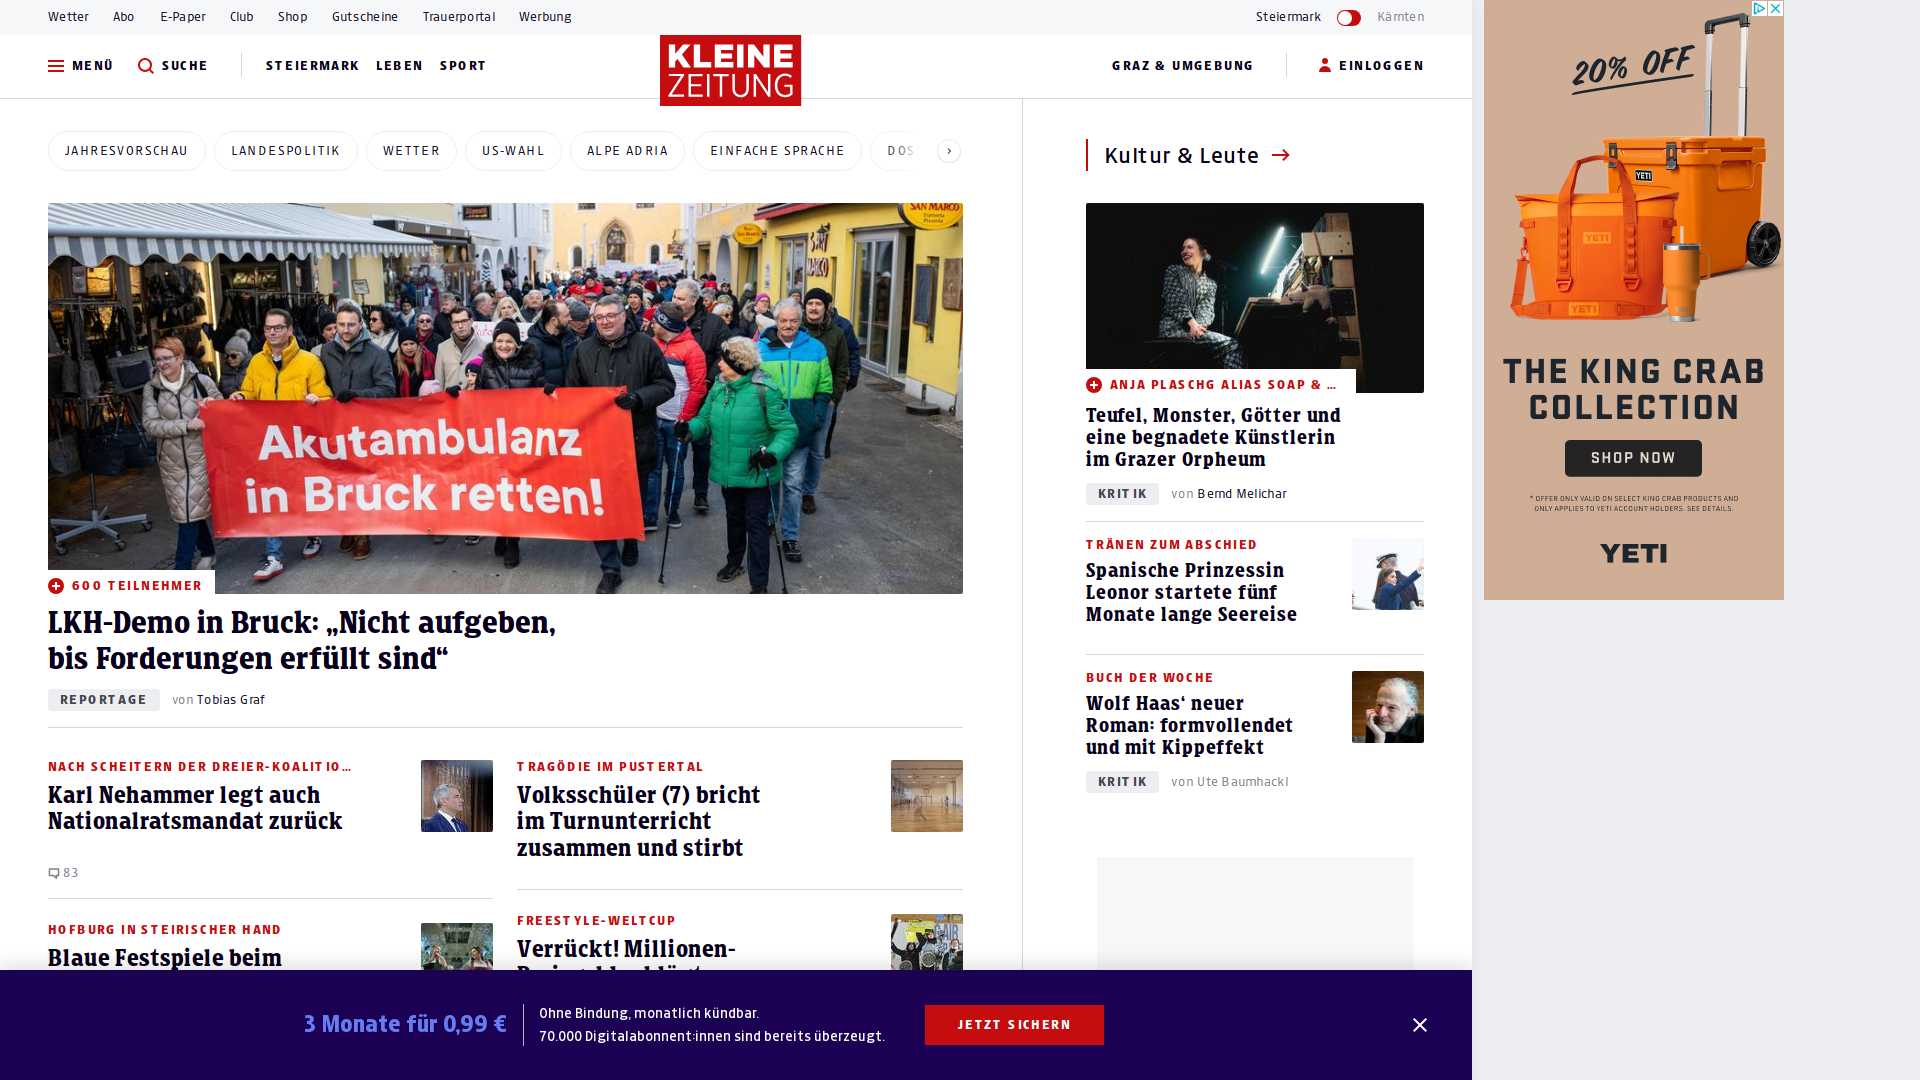 Wetter Abo E-Paper Club Shop Gutscheine Trauerportal Werbung
Steiermark Kärnten
MENÜ SUCHE STEIERMARK LEBEN SPORT
KLEINE
ZEITUNG
GRAZ & UMGEBUNG EINLOGGEN
JAHRESVORSCHAU LANDESPOLITIK WETTER US-WAHL ALPE ADRIA EINFACHE SPRACHE DOS
SAN MARCO
MARCO
Akutambulanz
in Bruck retten!
600 TEILNEHMER
LKH-Demo in Bruck: „Nicht aufgeben,
bis Forderungen erfüllt sind“
REPORTAGE von Tobias Graf
NACH SCHEITERN DER DREIER-KOALITIO…
Karl Nehammer legt auch
Nationalratsmandat zurück
83
HOFBURG IN STEIRISCHER HAND
Blaue Festspiele beim
TRAGÖDIE IM PUSTERTAL
Volksschüler (7) bricht
im Turnunterricht
zusammen und stirbt
FREESTYLE-WELTCUP
Verrückt! Millionen-
Kultur & Leute
ANJA PLASCHG ALIAS SOAP & …
Teufel, Monster, Götter und
eine begnadete Künstlerin
im Grazer Orpheum
KRITIK von Bernd Melichar
TRÄNEN ZUM ABSCHIED
Spanische Prinzessin
Leonor startete fünf
Monate lange Seereise
BUCH DER WOCHE
Wolf Haas‘ neuer
Roman: formvollendet
und mit Kippeffekt
KRITIK von Ute Baumhackl
3 Monate für 0,99 €
Ohne Bindung, monatlich kündbar.
70.000 Digitalabonnent:innen sind bereits überzeugt.
JETZT SICHERN
20% OFF
YETI
YETI
YETI
THE KING CRAB
COLLECTION
SHOP NOW
* OFFER ONLY VALID ON SELECT KING CRAB PRODUCTS AND
ONLY APPLIES TO YETI ACCOUNT HOLDERS. SEE DETAILS.
YETI